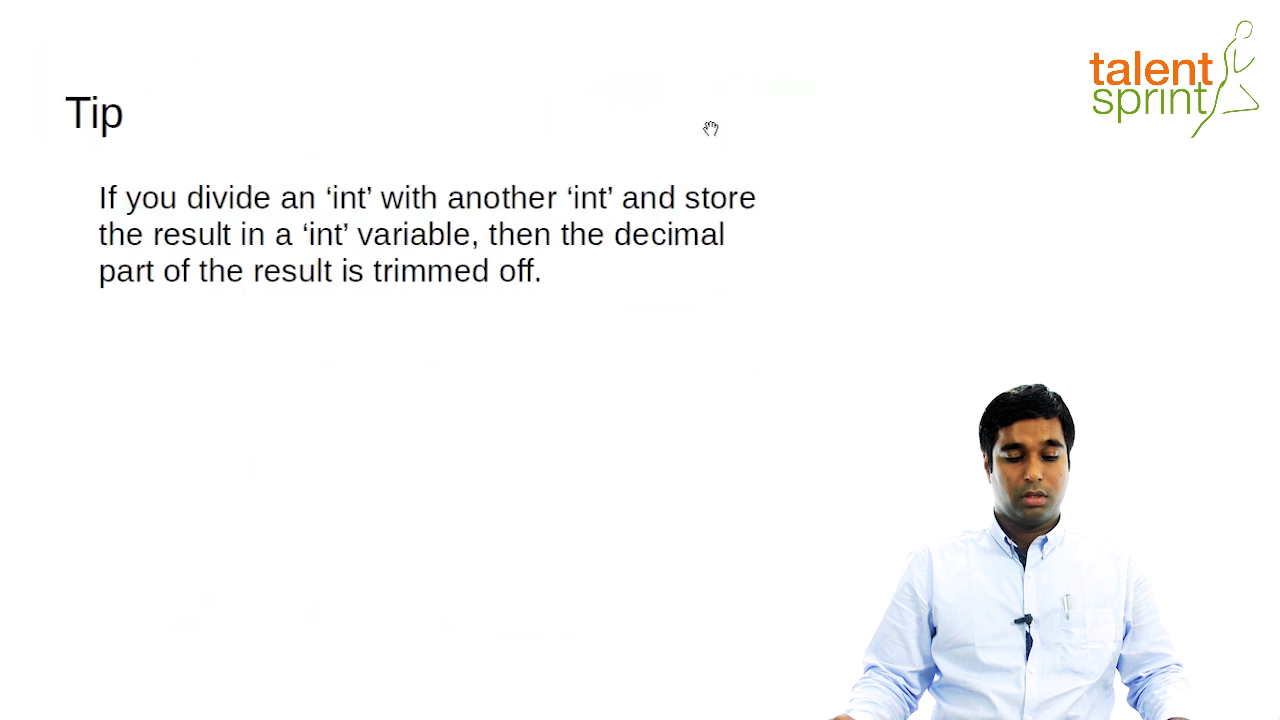 talent
sprint
Tip
If you divide an ‘int’ with another ‘int’ and store
the result in a ‘int’ variable, then the decimal
part of the result is trimmed off.